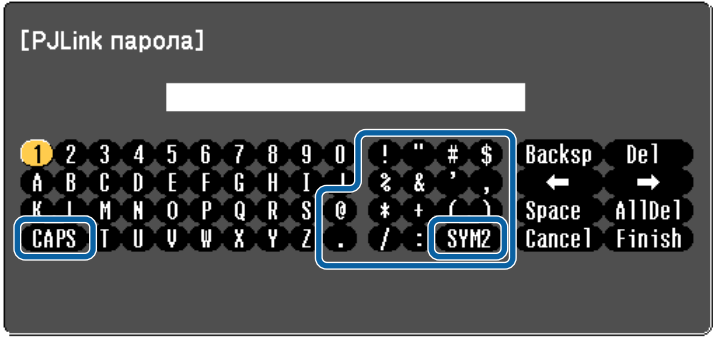 [PJLink парола]
1 2 3 4 5 6 7 8 9 0 ! " # $ Backsp Del
A B C D E F G H I J % & ' , ← →
K L M N O P Q R S @ * + ( ) Space AllDel
CAPS T U V W X Y Z . / : SYM2 Cancel Finish